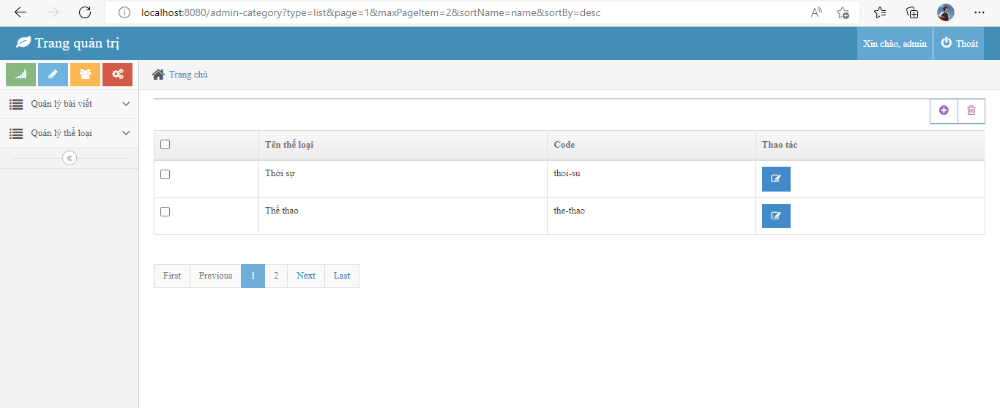 localhost:8080/admin-category?type=list&page=1&maxPageItem=2&sortName=name&sortBy=desc
Trang quản trị
Xin chào, admin
Thoát
Trang chủ
Quản lý bài viết
Quản lý thể loại
Tên thể loại Code Thao tác
Thời sự thoi-su
Thể thao the-thao
First Previous 1 2 Next Last